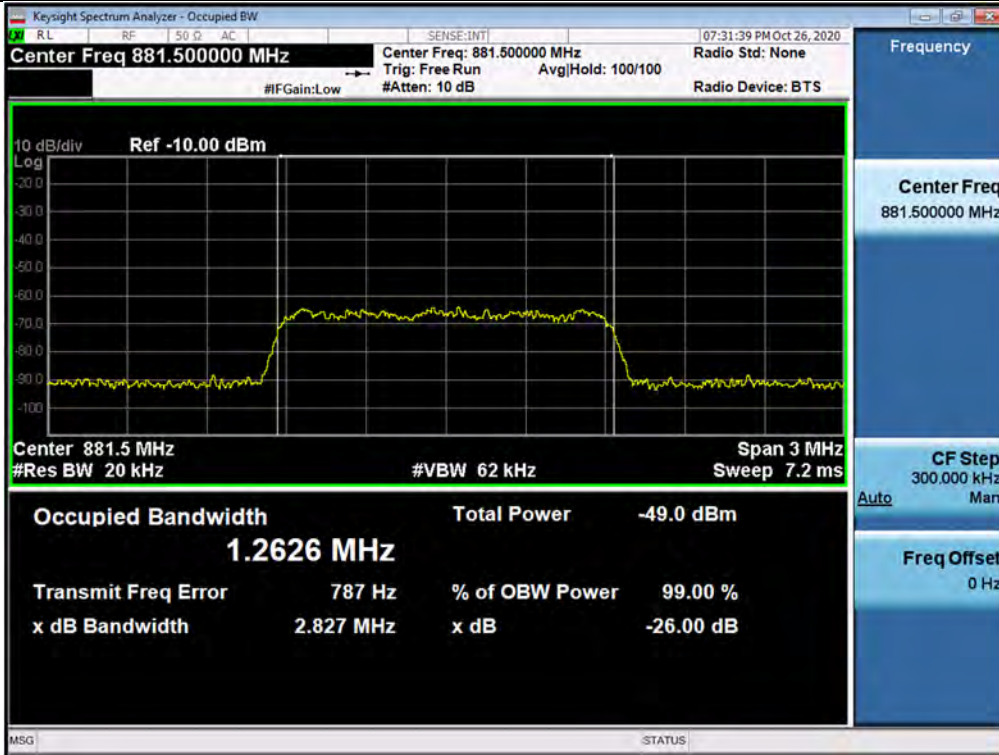 Keysight Spectrum Analyzer - Occupied BW
RL RF 50 Ω AC SENSE:INT 07:31:39 PM Oct 26, 2020
Center Freq 881.500000 MHz
Center Freq: 881.500000 MHz Radio Std: None
Trig: Free Run Avg|Hold: 100/100
#IFGain:Low #Atten: 10 dB Radio Device: BTS
10 dB/div Ref -10.00 dBm
Log
-20.0
-30.0
-40.0
-50.0
-60.0
-70.0
-80.0
-90.0
-100
Center 881.5 MHz Span 3 MHz
#Res BW 20 kHz #VBW 62 kHz Sweep 7.2 ms
Occupied Bandwidth Total Power -49.0 dBm
1.2626 MHz
Transmit Freq Error 787 Hz % of OBW Power 99.00 %
x dB Bandwidth 2.827 MHz x dB -26.00 dB
MSG STATUS
Frequency
Center Freq
881.500000 MHz
CF Step
300.000 kHz
Auto Man
Freq Offset
0 Hz